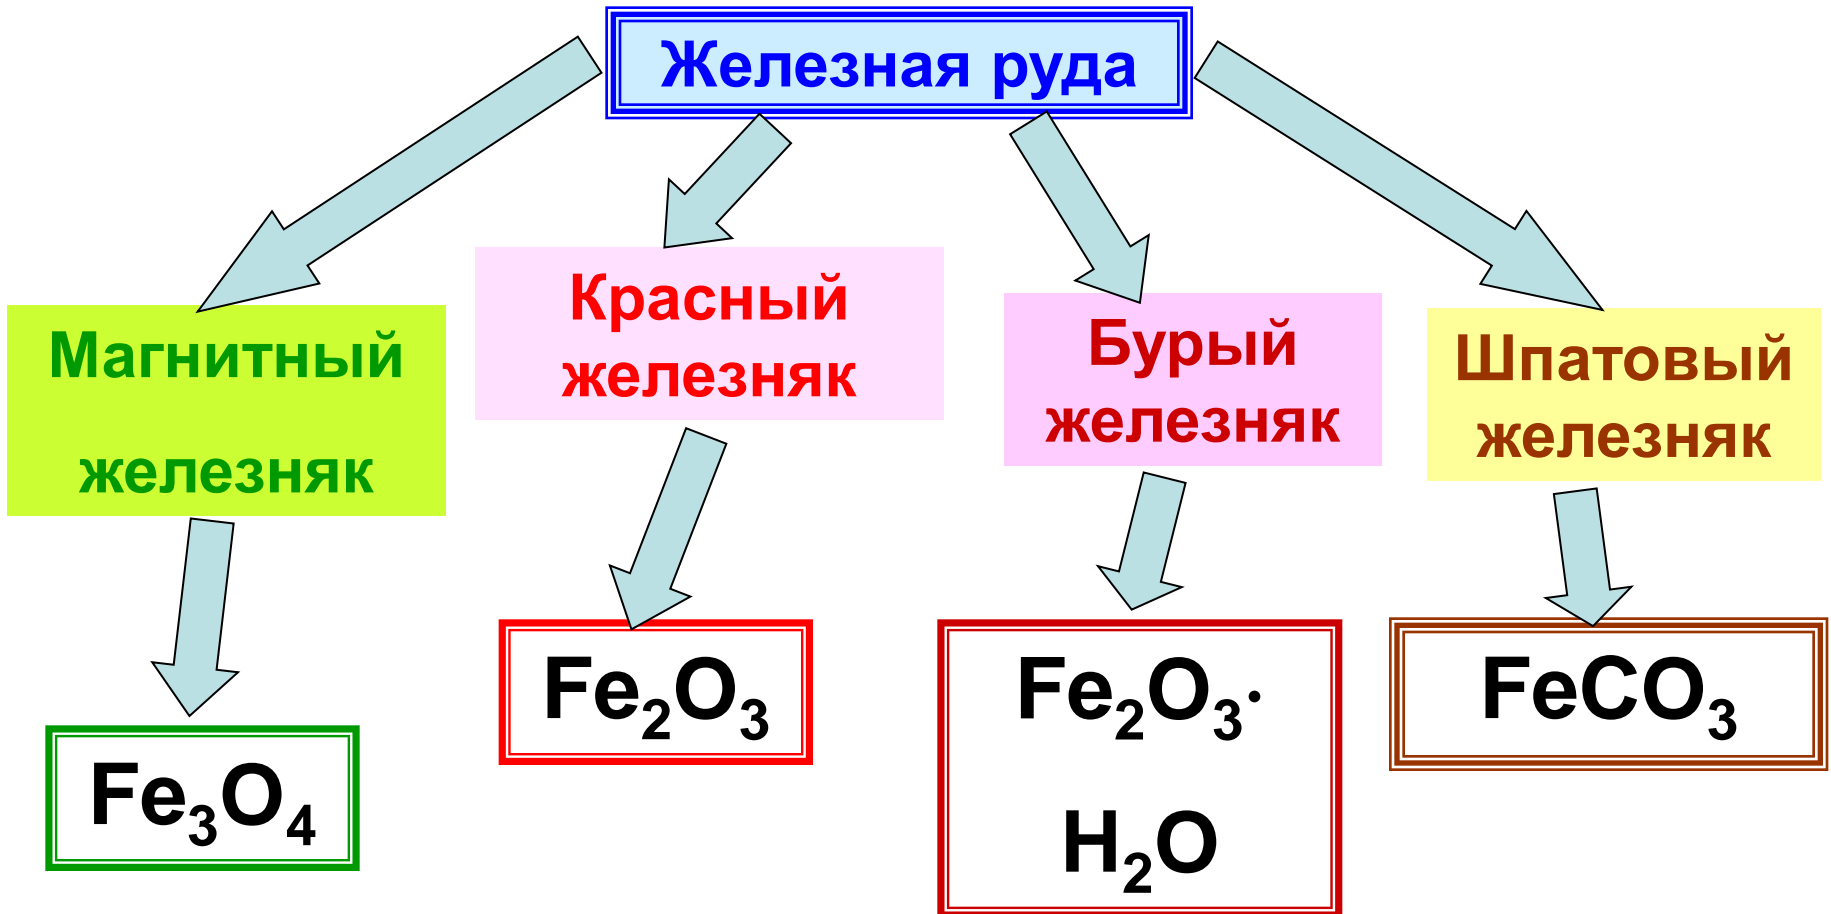 Железная руда
Магнитный
железняк
Красный
железняк
Бурый
железняк
Шпатовый
железняк
Fe₃O₄
Fe₂O₃
Fe₂O₃·
H₂O
FeCO₃